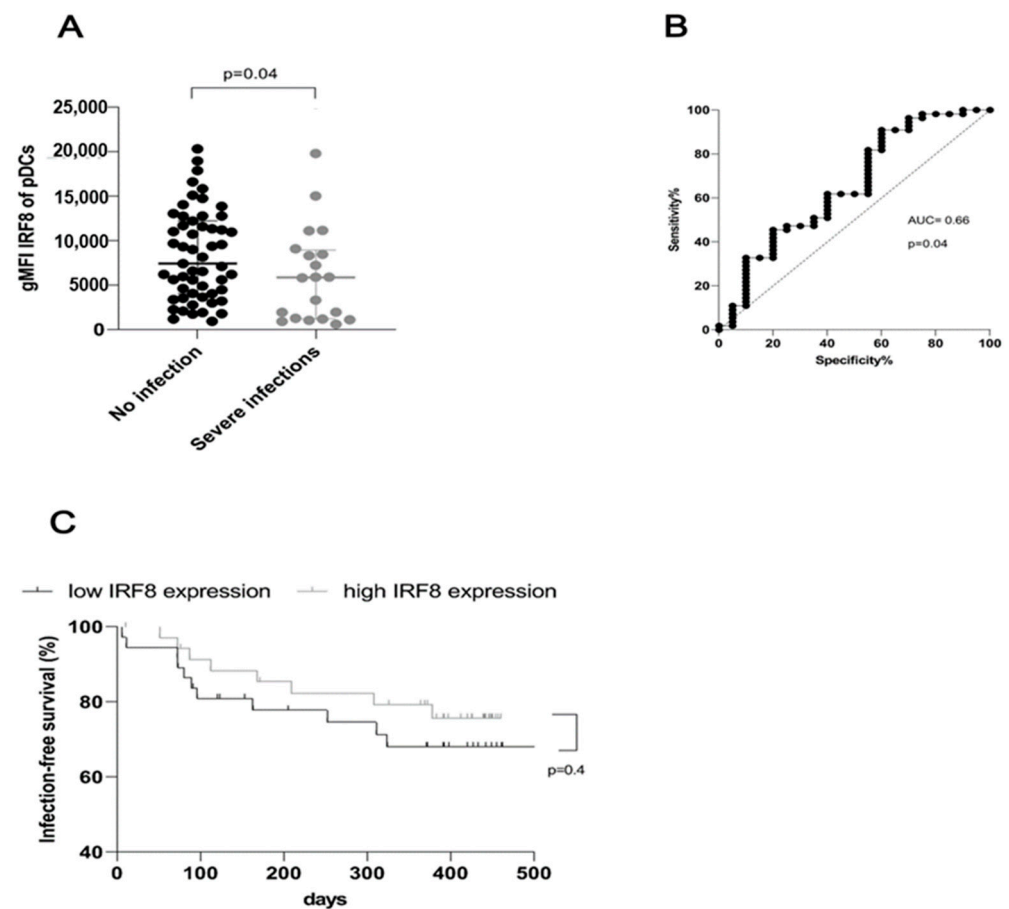 A
p=0.04
gMFI IRF8 of pDCs
25,000
20,000
15,000
10,000
5000
0
No infection
Severe infections
B
Sensitivity%
100
80
60
40
20
0
AUC= 0.66
p=0.04
0 20 40 60 80 100
Specificity%
C
low IRF8 expression high IRF8 expression
Infection-free survival (%)
100
80
60
40
p=0.4
0 100 200 300 400 500
days